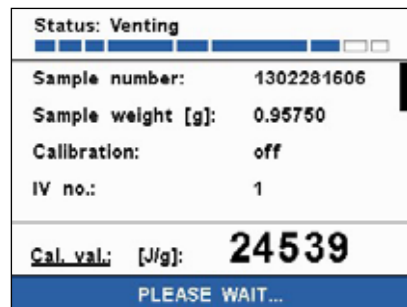 Status: Venting
Sample number: 1302281606
Sample weight [g]: 0.95750
Calibration: off
IV no.: 1
Cal. val.: [J/g]: 24539
PLEASE WAIT...